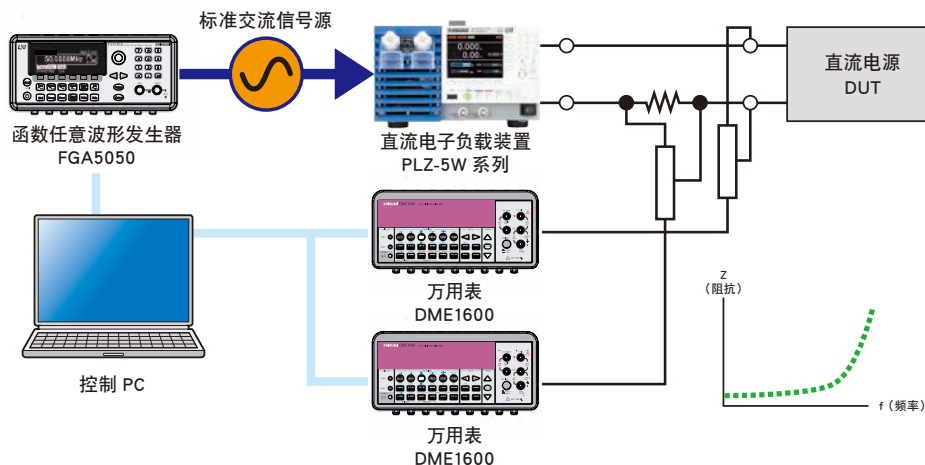 标准交流信号源
50.0000MHz
函数任意波形发生器
FGA5050
直流电子负载装置
PLZ-5W 系列
直流电源
DUT
万用表
DME1600
控制 PC
万用表
DME1600
Z
（阻抗）
f（频率）